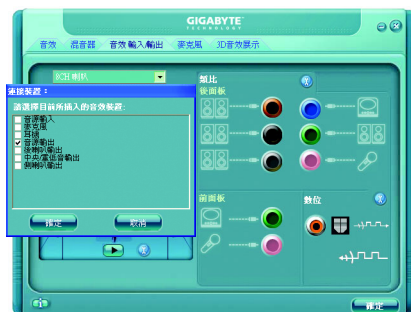 GIGABYTE
TECHNOLOGY
音效 混音器 音效輸入/輸出 麥克風 3D音效展示
8CH 喇叭
連接裝置：
請選擇目前所插入的音效裝置:
音源輸入
麥克風
耳機
音源輸出
後喇叭輸出
中央/重低音輸出
側喇叭輸出
確定 取消
類比
後面板
前面板
數位
確定